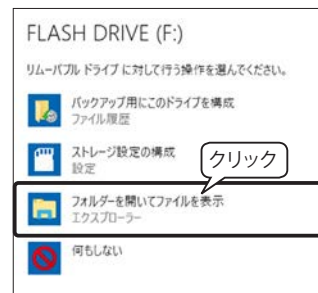 FLASH DRIVE (F:)
リムーバブル ドライブ に対して行う操作を選んでください。
バックアップ用にこのドライブを構成
ファイル履歴
ストレージ設定の構成
設定
クリック
フォルダーを開いてファイルを表示
エクスプローラー
何もしない